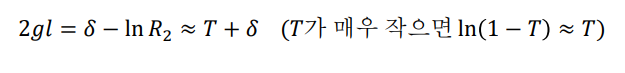 2gl = δ − ln R₂ ≈ T + δ (T가 매우 작으면 ln(1 − T) ≈ T)